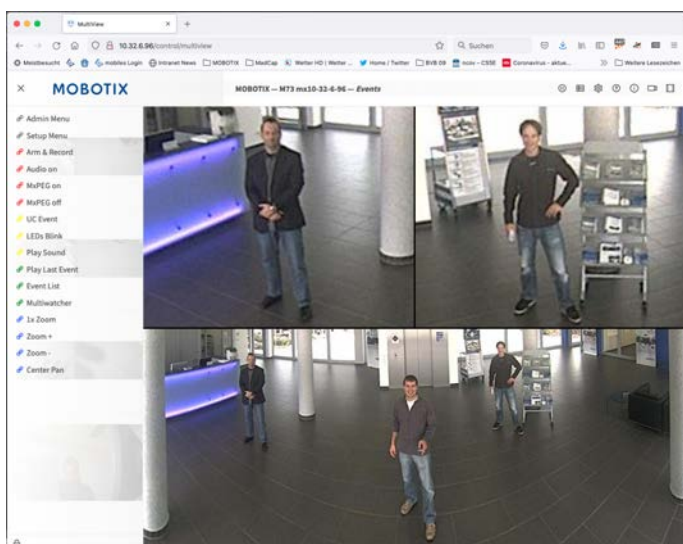 MultiView
10.32.6.96/control/multiview
Suchen
Meistbesucht
mobiles Login
Intranet News
MOBOTIX
MadCap
Wetter HD | Wetter ...
Home / Twitter
BVB 09
Coronavirus - aktue...
Weitere Lesezeichen
MOBOTIX
MOBOTIX — M73 mx10-32-6-96 — Events
Admin Menu
Setup Menu
Arm & Record
Audio on
MxPEG on
MxPEG off
UC Event
LEDs Blink
Play Sound
Play Last Event
Event List
Multiwatcher
1x Zoom
Zoom +
Zoom -
Center Pan